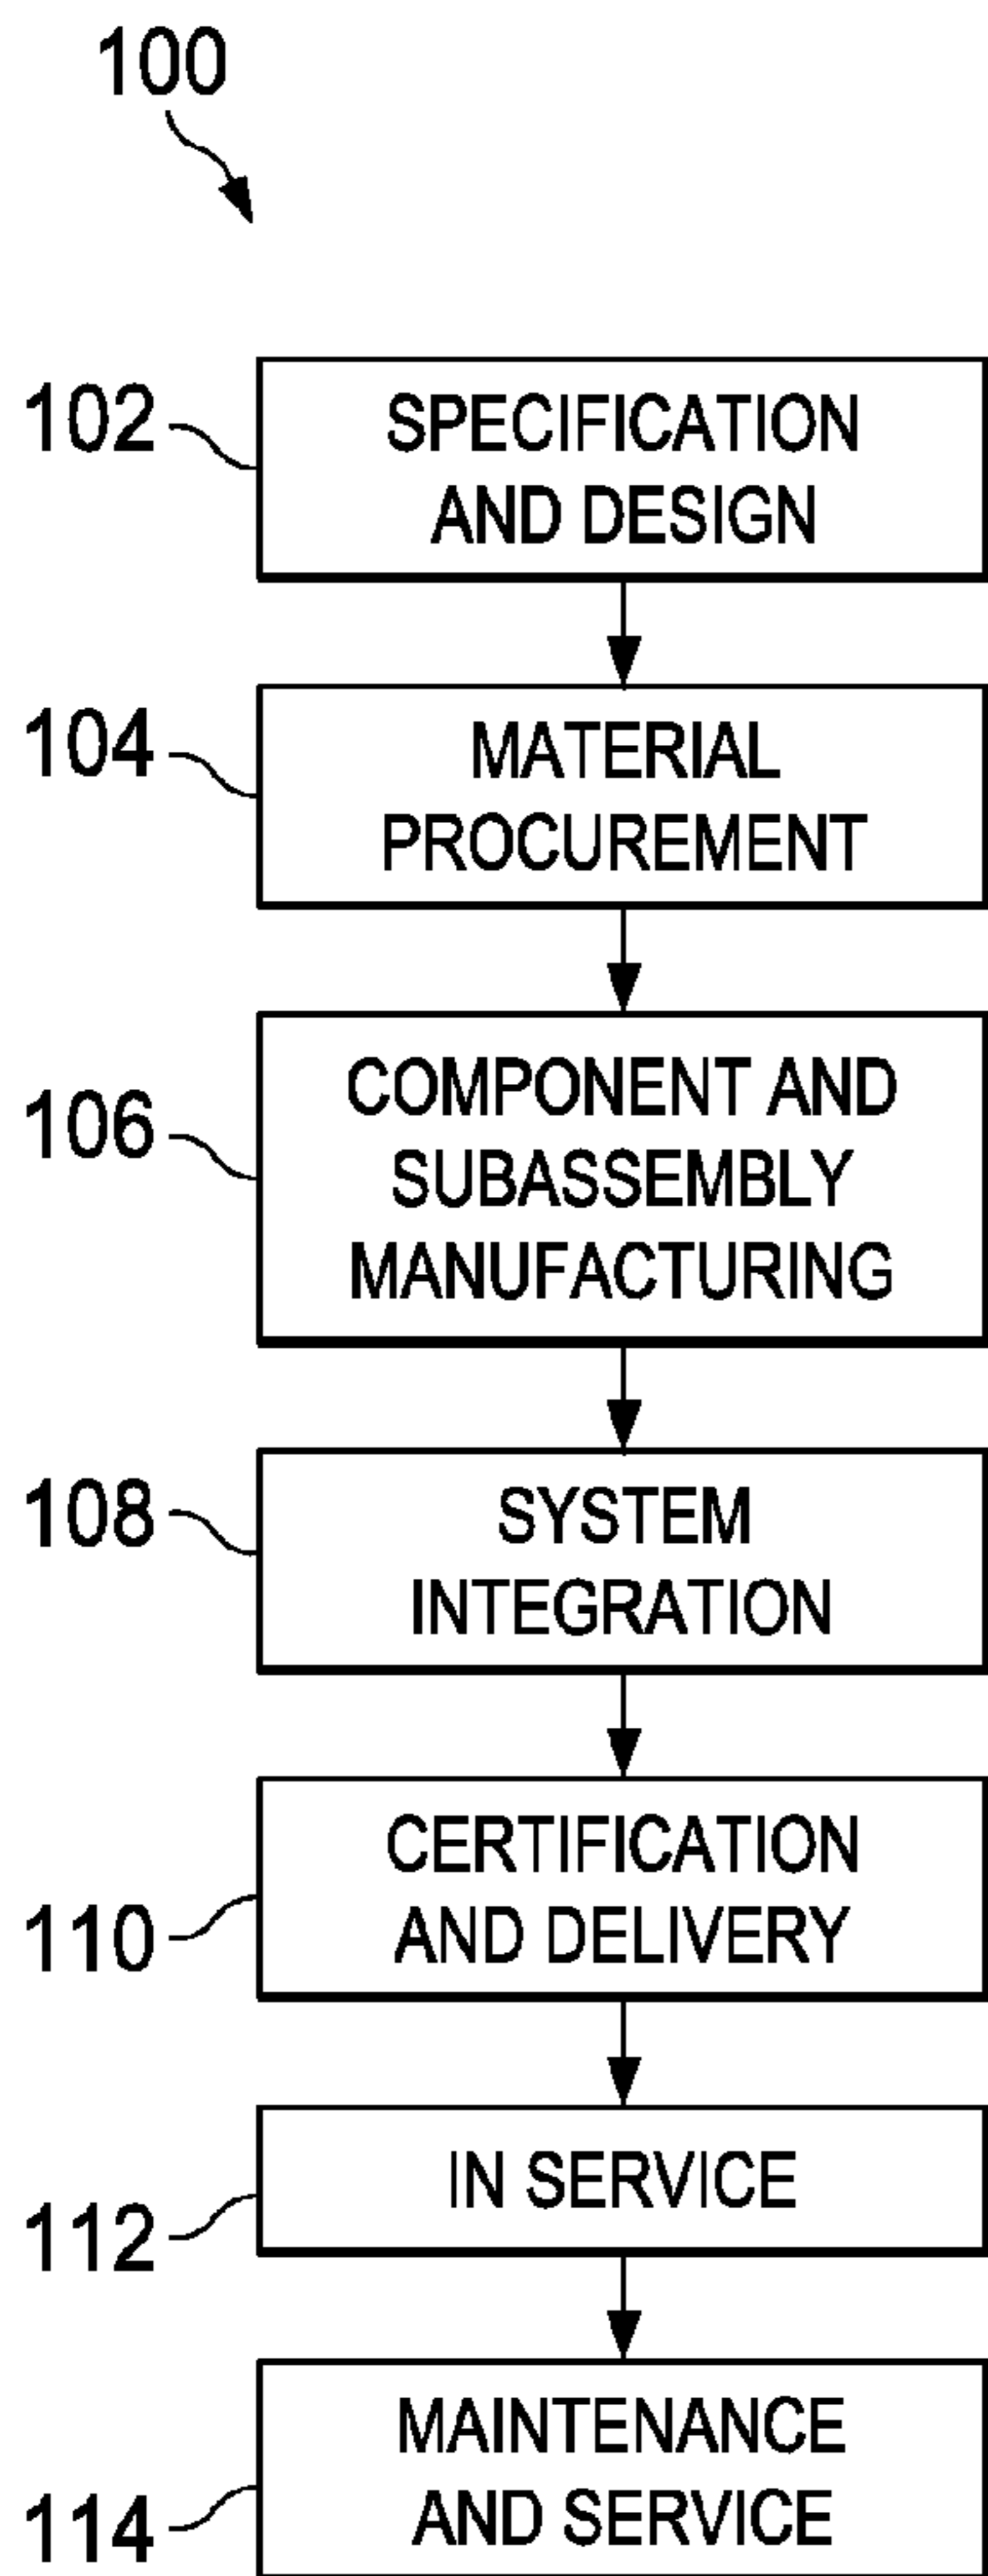 100
102
SPECIFICATION
AND DESIGN
104
MATERIAL
PROCUREMENT
106
COMPONENT AND
SUBASSEMBLY
MANUFACTURING
108
SYSTEM
INTEGRATION
110
CERTIFICATION
AND DELIVERY
112
IN SERVICE
114
MAINTENANCE
AND SERVICE